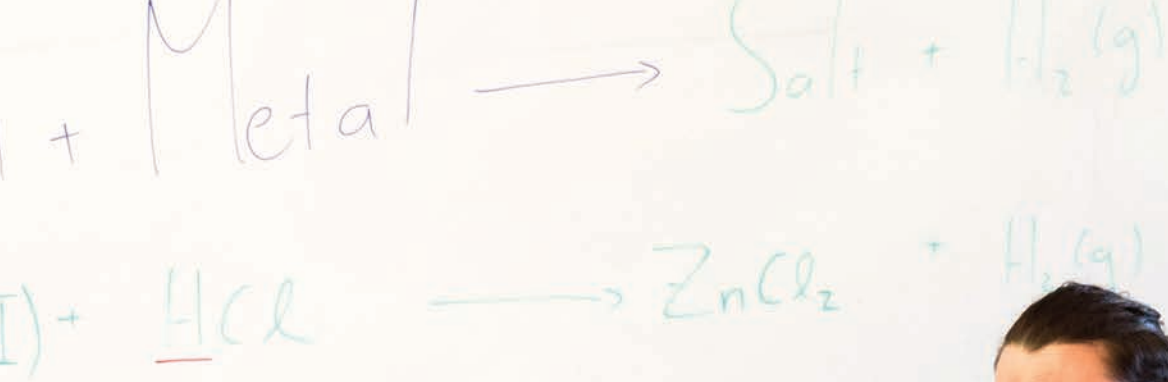 + Metal → Salt + H₂ (g)
I) + HCl → ZnCl₂ + H₂ (g)